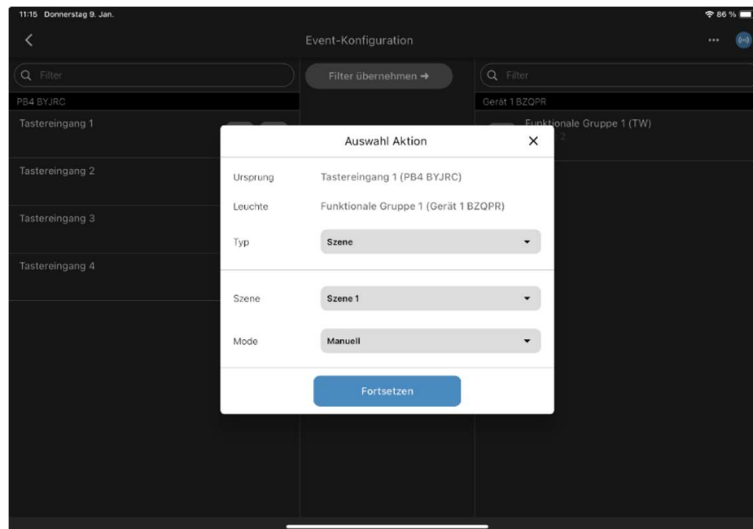 11:15 Donnerstag 9. Jan.
86 %
Event-Konfiguration
Filter
Filter übernehmen ➔
Filter
PB4 BYJRC
Gerät 1 BZQPR
Tastereingang 1
Funktionale Gruppe 1 (TW)
Z
Tastereingang 2
Tastereingang 3
Tastereingang 4
Auswahl Aktion
Ursprung Tastereingang 1 (PB4 BYJRC)
Leuchte Funktionale Gruppe 1 (Gerät 1 BZQPR)
Typ Szene
Szene Szene 1
Mode Manuell
Fortsetzen